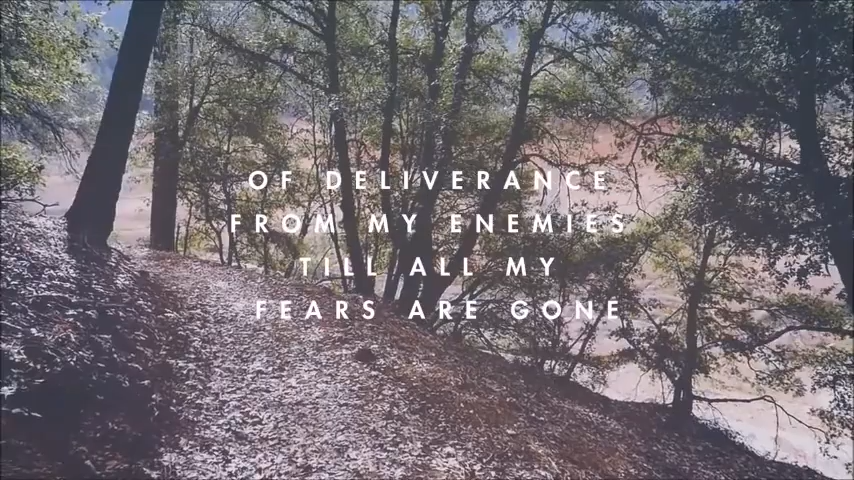 OF DELIVERANCE
FROM MY ENEMIES
TILL ALL MY
FEARS ARE GONE